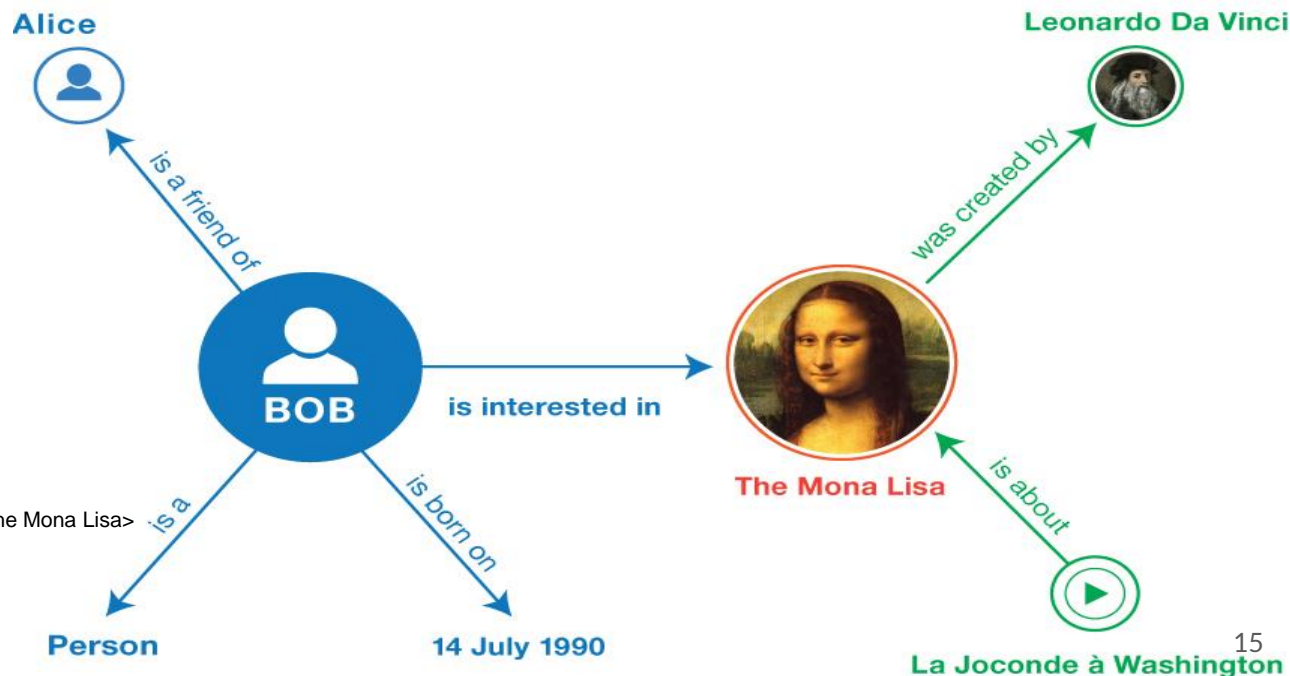 Alice
Leonardo Da Vinci
is a friend of
was created by
BOB
is interested in
The Mona Lisa
is about
ne Mona Lisa>
is a
is born on
Person
14 July 1990
15
La Joconde à Washington